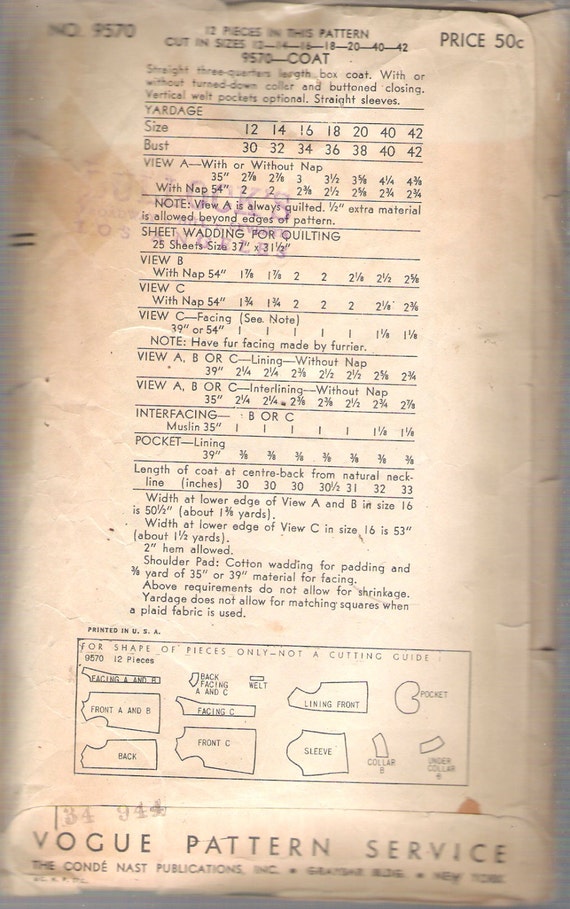 NO. 9570
12 PIECES IN THIS PATTERN
CUT IN SIZES 12—14—16—18—20—40—42
PRICE 50c
9570—COAT
Straight three-quarters length box coat. With or
without turned-down collar and buttoned closing.
Vertical welt pockets optional. Straight sleeves.
YARDAGE
Size 12 14 16 18 20 40 42
Bust 30 32 34 36 38 40 42
VIEW A—With or Without Nap
35" 2⅞ 2⅞ 3 3½ 3⅝ 4¼ 4⅜
With Nap 54" 2 2 2⅜ 2½ 2⅝ 2¾ 2¾
NOTE: View A is always quilted. ½" extra material
is allowed beyond edges of pattern.
SHEET WADDING FOR QUILTING
25 Sheets Size 37" x 31½"
VIEW B
With Nap 54" 1⅞ 1⅞ 2 2 2⅛ 2½ 2⅝
VIEW C
With Nap 54" 1¾ 1¾ 2 2 2 2⅛ 2⅜
VIEW C—Facing (See Note)
39" or 54" 1 1 1 1 1 1⅛ 1⅛
NOTE: Have fur facing made by furrier.
VIEW A, B OR C—Lining—Without Nap
39" 2¼ 2¼ 2⅜ 2½ 2½ 2⅝ 2¾
VIEW A, B OR C—Interlining—Without Nap
35" 2¼ 2¼ 2⅜ 2⅜ 2½ 2¾ 2⅞
INTERFACING— B OR C
Muslin 35" 1 1 1 1 1 1⅛ 1⅛
POCKET—Lining
39" ⅜ ⅜ ⅜ ⅜ ⅜ ⅜ ⅜
Length of coat at centre-back from natural neck-
line (inches) 30 30 30 30½ 31 32 33
Width at lower edge of View A and B in size 16
is 50½" (about 1⅜ yards).
Width at lower edge of View C in size 16 is 53"
(about 1½ yards).
2" hem allowed.
Shoulder Pad: Cotton wadding for padding and
⅜ yard of 35" or 39" material for facing.
Above requirements do not allow for shrinkage.
Yardage does not allow for matching squares when
a plaid fabric is used.
PRINTED IN U. S. A.
FOR SHAPE OF PIECES ONLY—NOT A CUTTING GUIDE
9570 12 Pieces
FACING A AND B
BACK
FACING
A AND C
WELT
LINING FRONT
POCKET
FRONT A AND B
FACING C
BACK
FRONT C
SLEEVE
COLLAR
B
UNDER
COLLAR
B
34 944
VOGUE PATTERN SERVICE
THE CONDÉ NAST PUBLICATIONS, INC. • GRAYBAR BLDG. • NEW YORK